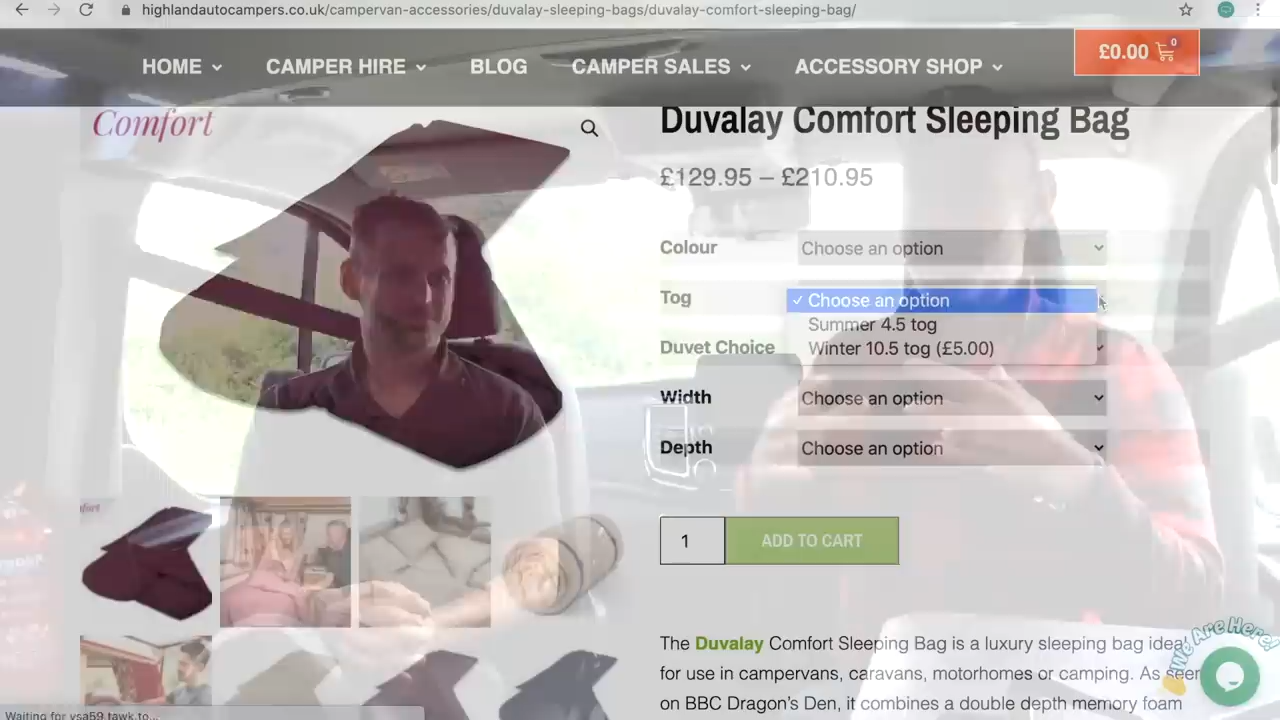 highlandautocampers.co.uk/campervan-accessories/duvalay-sleeping-bags/duvalay-comfort-sleeping-bag/
HOME CAMPER HIRE BLOG CAMPER SALES ACCESSORY SHOP £0.00 0
Comfort
Duvalay Comfort Sleeping Bag
£129.95 – £210.95
Colour Choose an option
Tog ✓ Choose an option
Summer 4.5 tog
Winter 10.5 tog (£5.00)
Duvet Choice
Width Choose an option
Depth Choose an option
1 ADD TO CART
The Duvalay Comfort Sleeping Bag is a luxury sleeping bag ideal
for use in campervans, caravans, motorhomes or camping. As seen
on BBC Dragon's Den, it combines a double depth memory foam
We Are Here!
Waiting for vsa59.tawk.to...